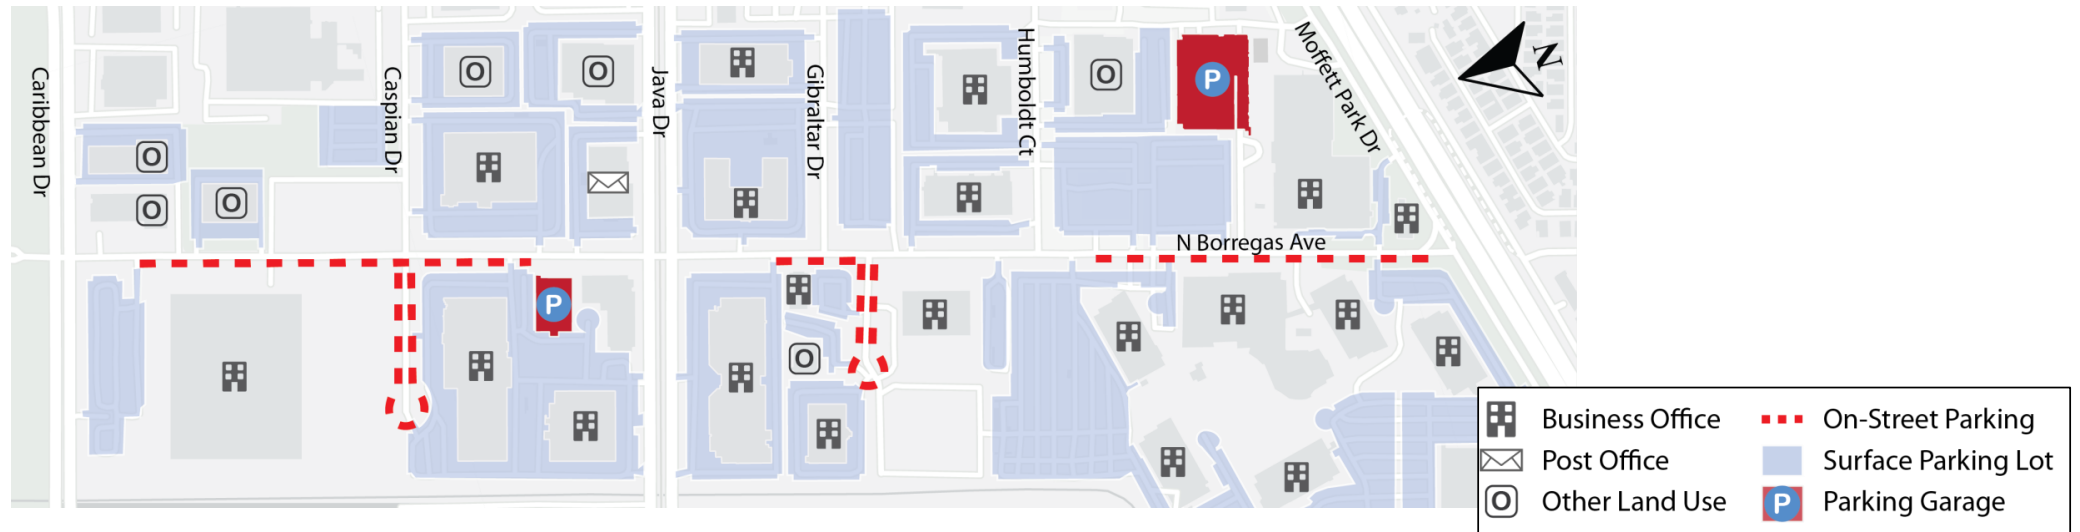 Caribbean Dr
Caspian Dr
Java Dr
Gibraltar Dr
Humboldt Ct
Moffett Park Dr
N
N Borregas Ave
O
O
O
O
O
O
O
P
P
Business Office
On-Street Parking
Post Office
Surface Parking Lot
O
Other Land Use
P
Parking Garage